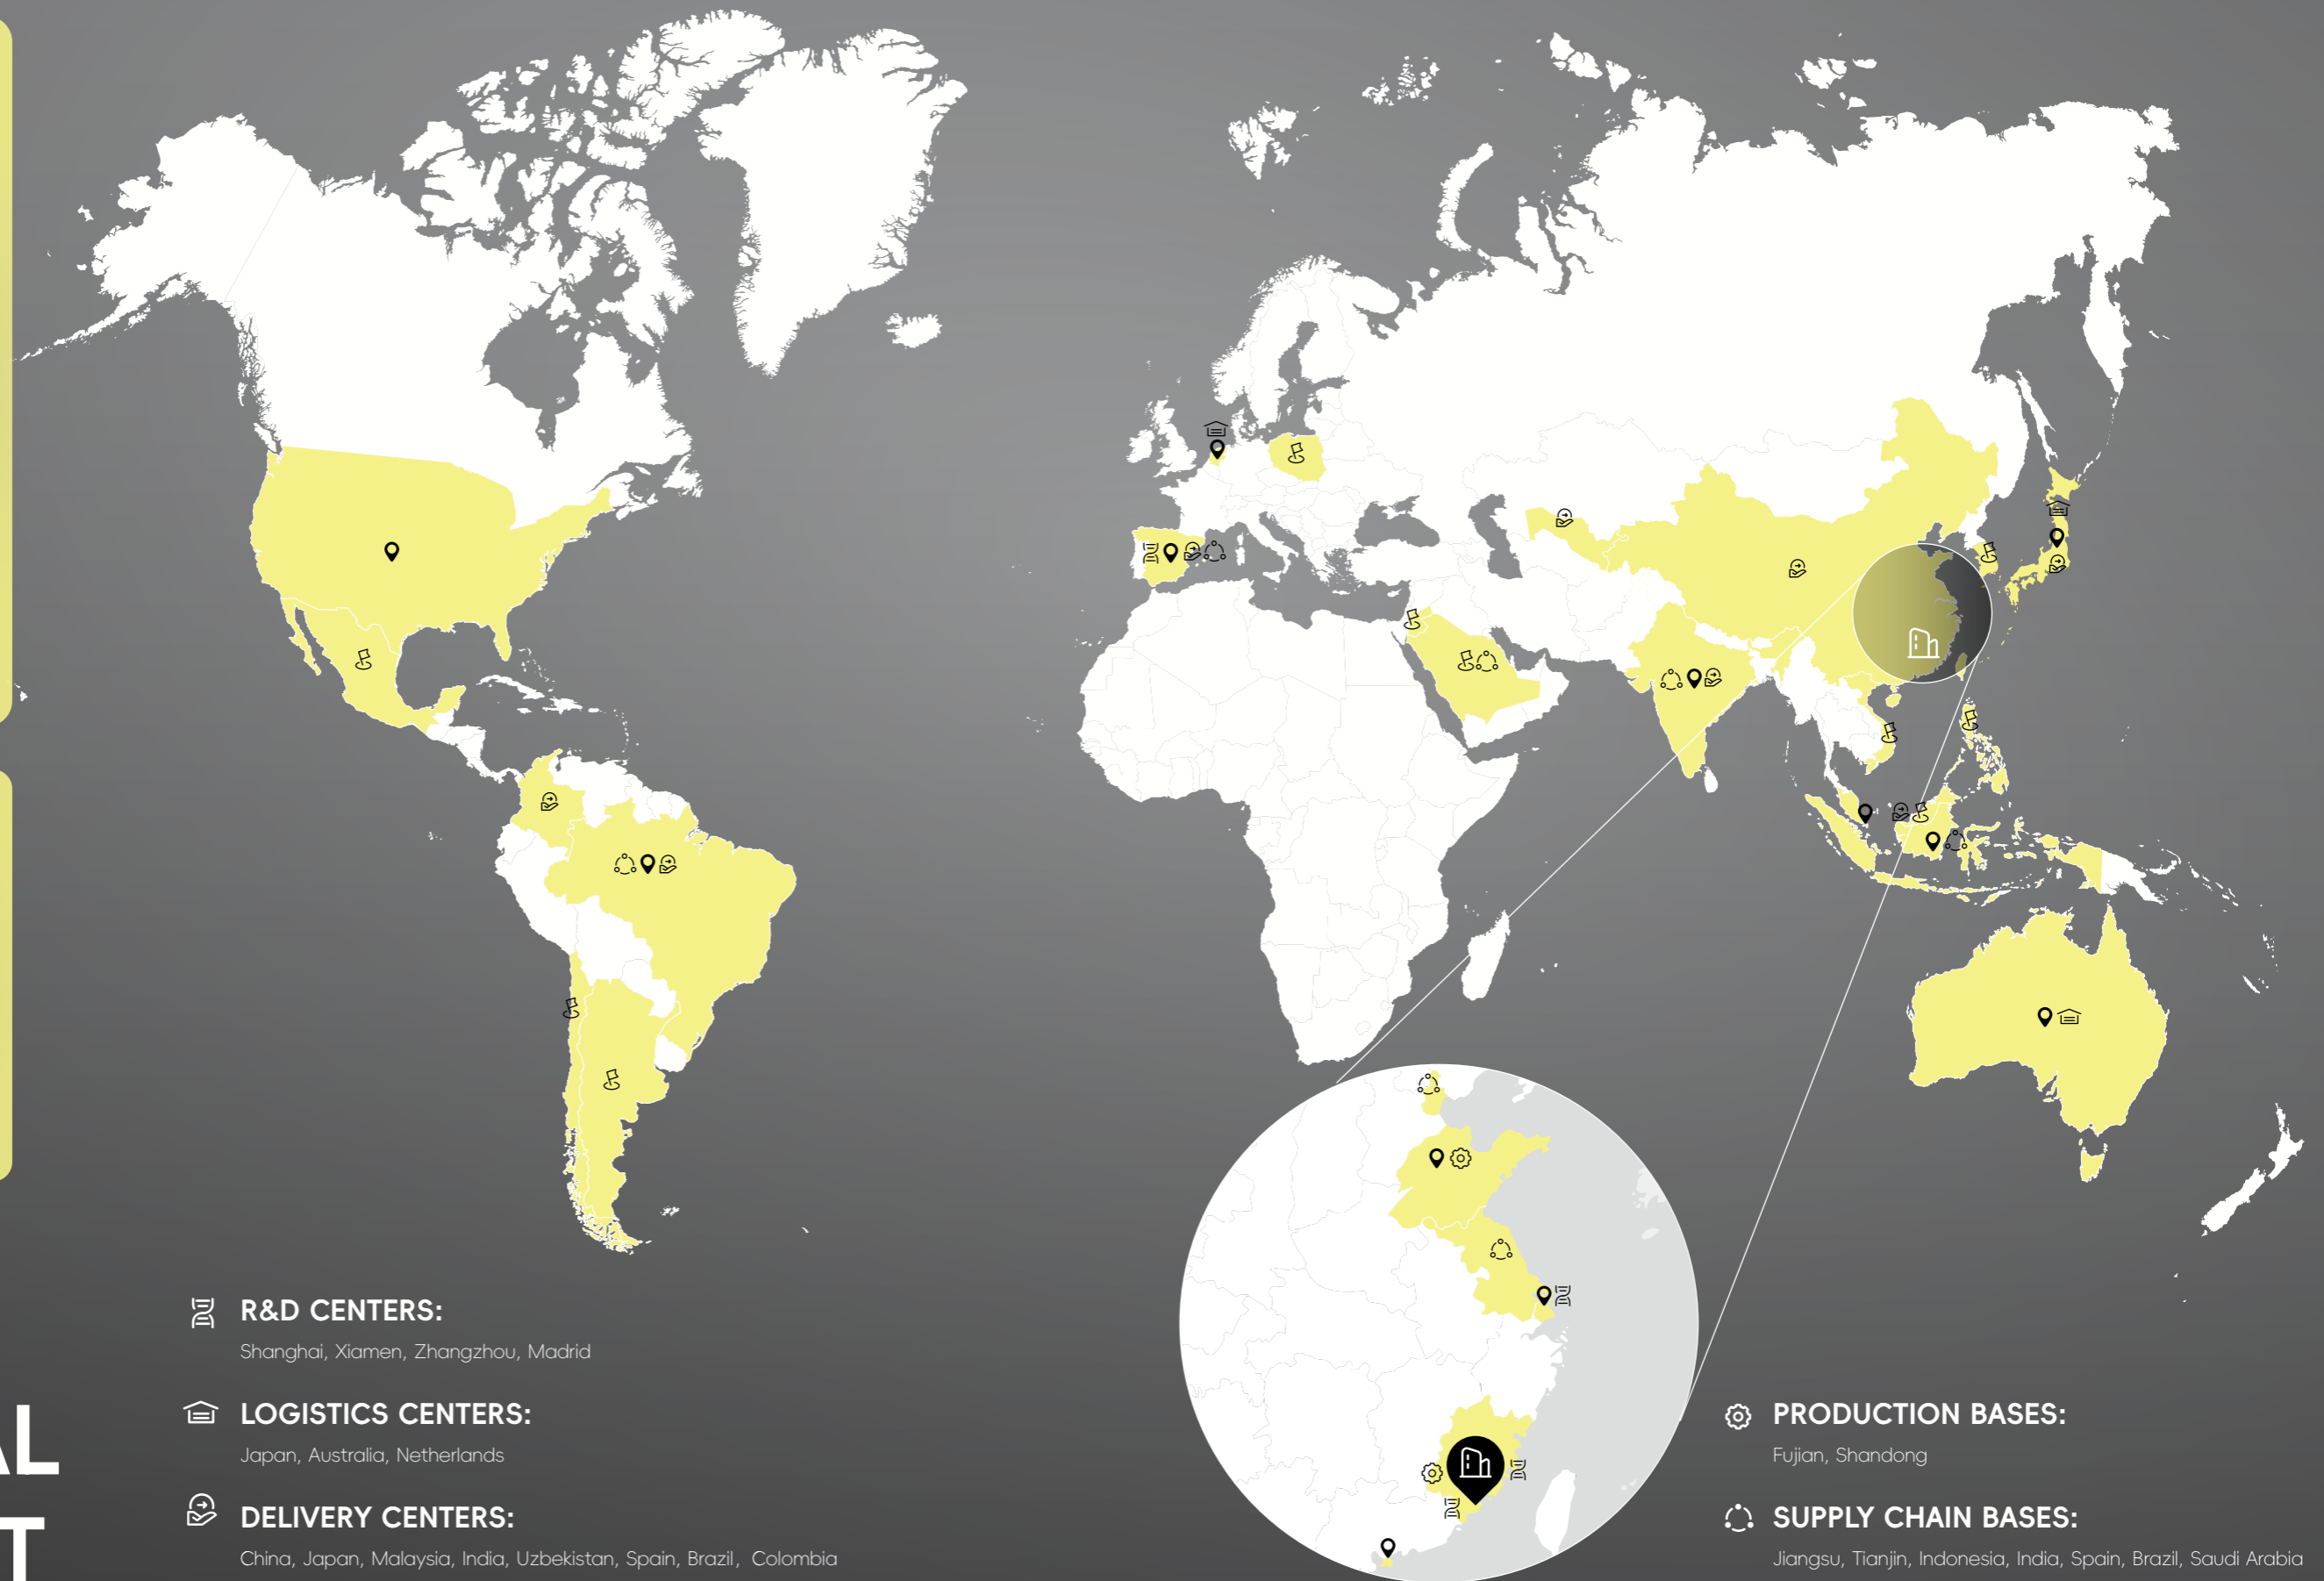 R&D CENTERS:
Shanghai, Xiamen, Zhangzhou, Madrid
LOGISTICS CENTERS:
Japan, Australia, Netherlands
DELIVERY CENTERS:
China, Japan, Malaysia, India, Uzbekistan, Spain, Brazil, Colombia
PRODUCTION BASES:
Fujian, Shandong
SUPPLY CHAIN BASES:
Jiangsu, Tianjin, Indonesia, India, Spain, Brazil, Saudi Arabia